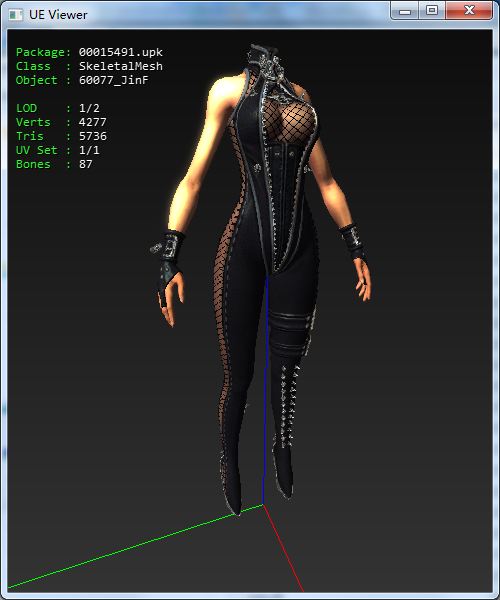 UE Viewer
Package: 00015491.upk
Class : SkeletalMesh
Object : 60077_JinF
LOD : 1/2
Verts : 4277
Tris : 5736
UV Set : 1/1
Bones : 87